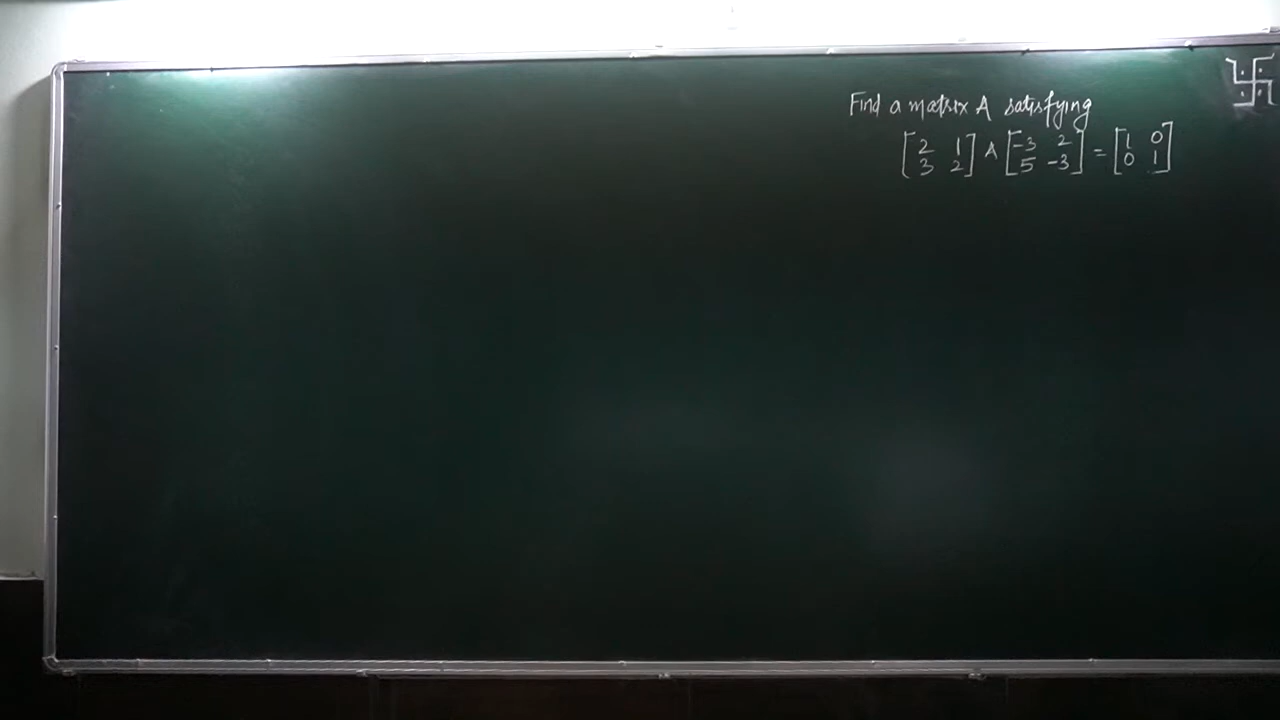 Find a matrix A satisfying
[2 1
3 2] A [-3 2
5 -3] = [1 0
0 1]